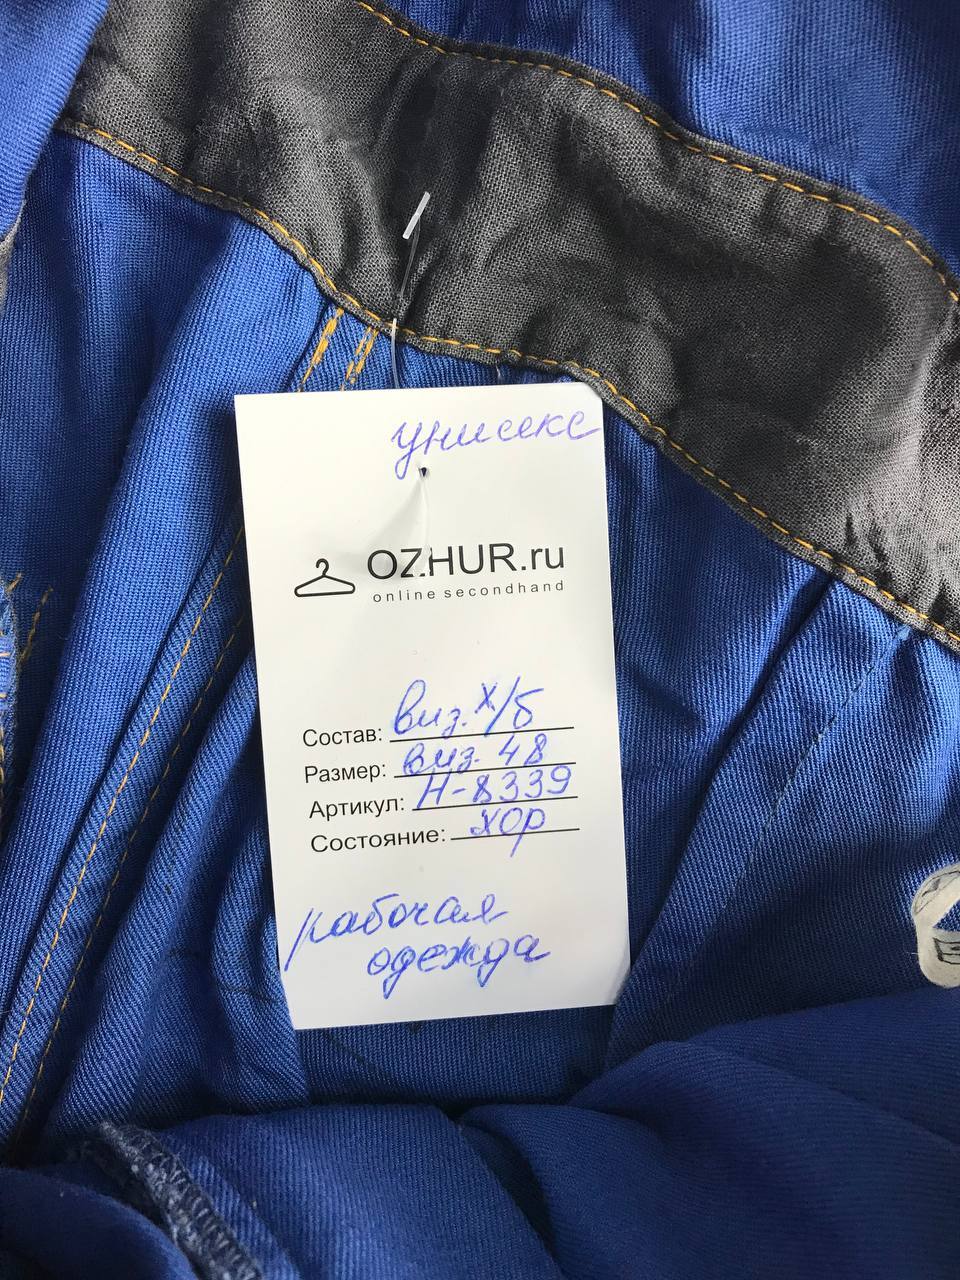 унисекс
OZHUR.ru
online secondhand
Состав: виз. х/б
Размер: виз. 48
Артикул: Н-8339
Состояние: хор
рабочая
одежда